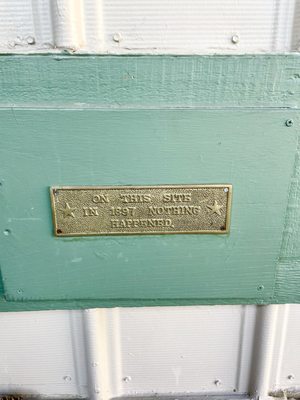 ON THIS SITE
IN 1897 NOTHING
HAPPENED.